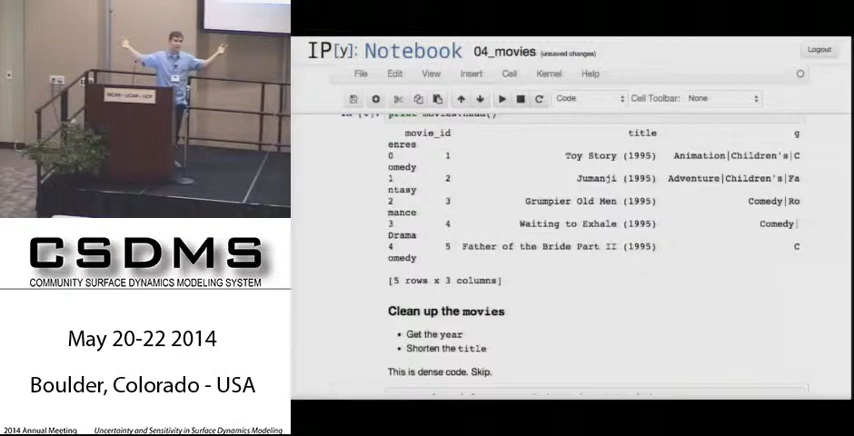 CSDMS
COMMUNITY SURFACE DYNAMICS MODELING SYSTEM
May 20-22 2014
Boulder, Colorado - USA
2014 Annual Meeting Uncertainty and Sensitivity in Surface Dynamics Modeling
IP[y]: Notebook 04_movies (unsaved changes) Logout
File Edit View Insert Cell Kernel Help
Code Cell Toolbar: None
movie_id title g
enres
0 1 Toy Story (1995) Animation|Children's|C
omedy
1 2 Jumanji (1995) Adventure|Children's|Fa
ntasy
2 3 Grumpier Old Men (1995) Comedy|Ro
mance
3 4 Waiting to Exhale (1995) Comedy|
Drama
4 5 Father of the Bride Part II (1995) C
omedy
[5 rows x 3 columns]
Clean up the movies
• Get the year
• Shorten the title
This is dense code. Skip.